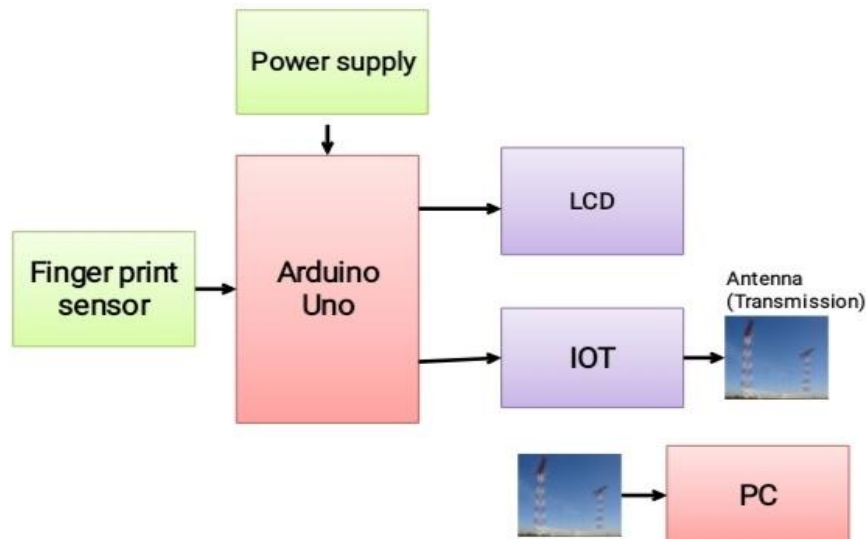 Power supply
Finger print
sensor
Arduino
Uno
LCD
Antenna
(Transmission)
IOT
PC